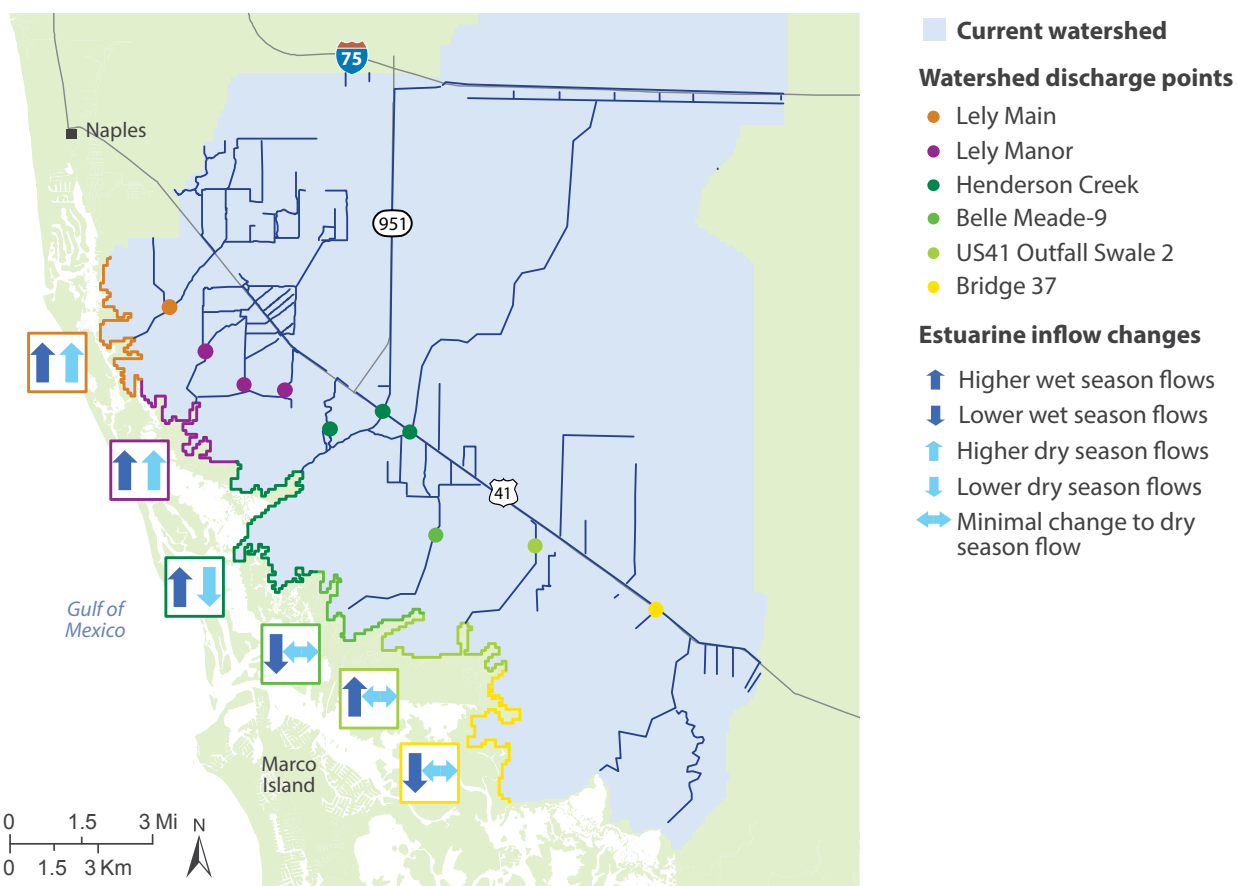 75
Naples
951
41
Gulf of
Mexico
Marco
Island
0 1.5 3 Mi
N
0 1.5 3 Km
Current watershed
Watershed discharge points
Lely Main
Lely Manor
Henderson Creek
Belle Meade-9
US41 Outfall Swale 2
Bridge 37
Estuarine inflow changes
Higher wet season flows
Lower wet season flows
Higher dry season flows
Lower dry season flows
Minimal change to dry
season flow